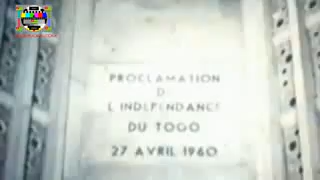 PROCLAMATION
D
L'INDEPENDANCE
DU TOGO
27 AVRIL 1960